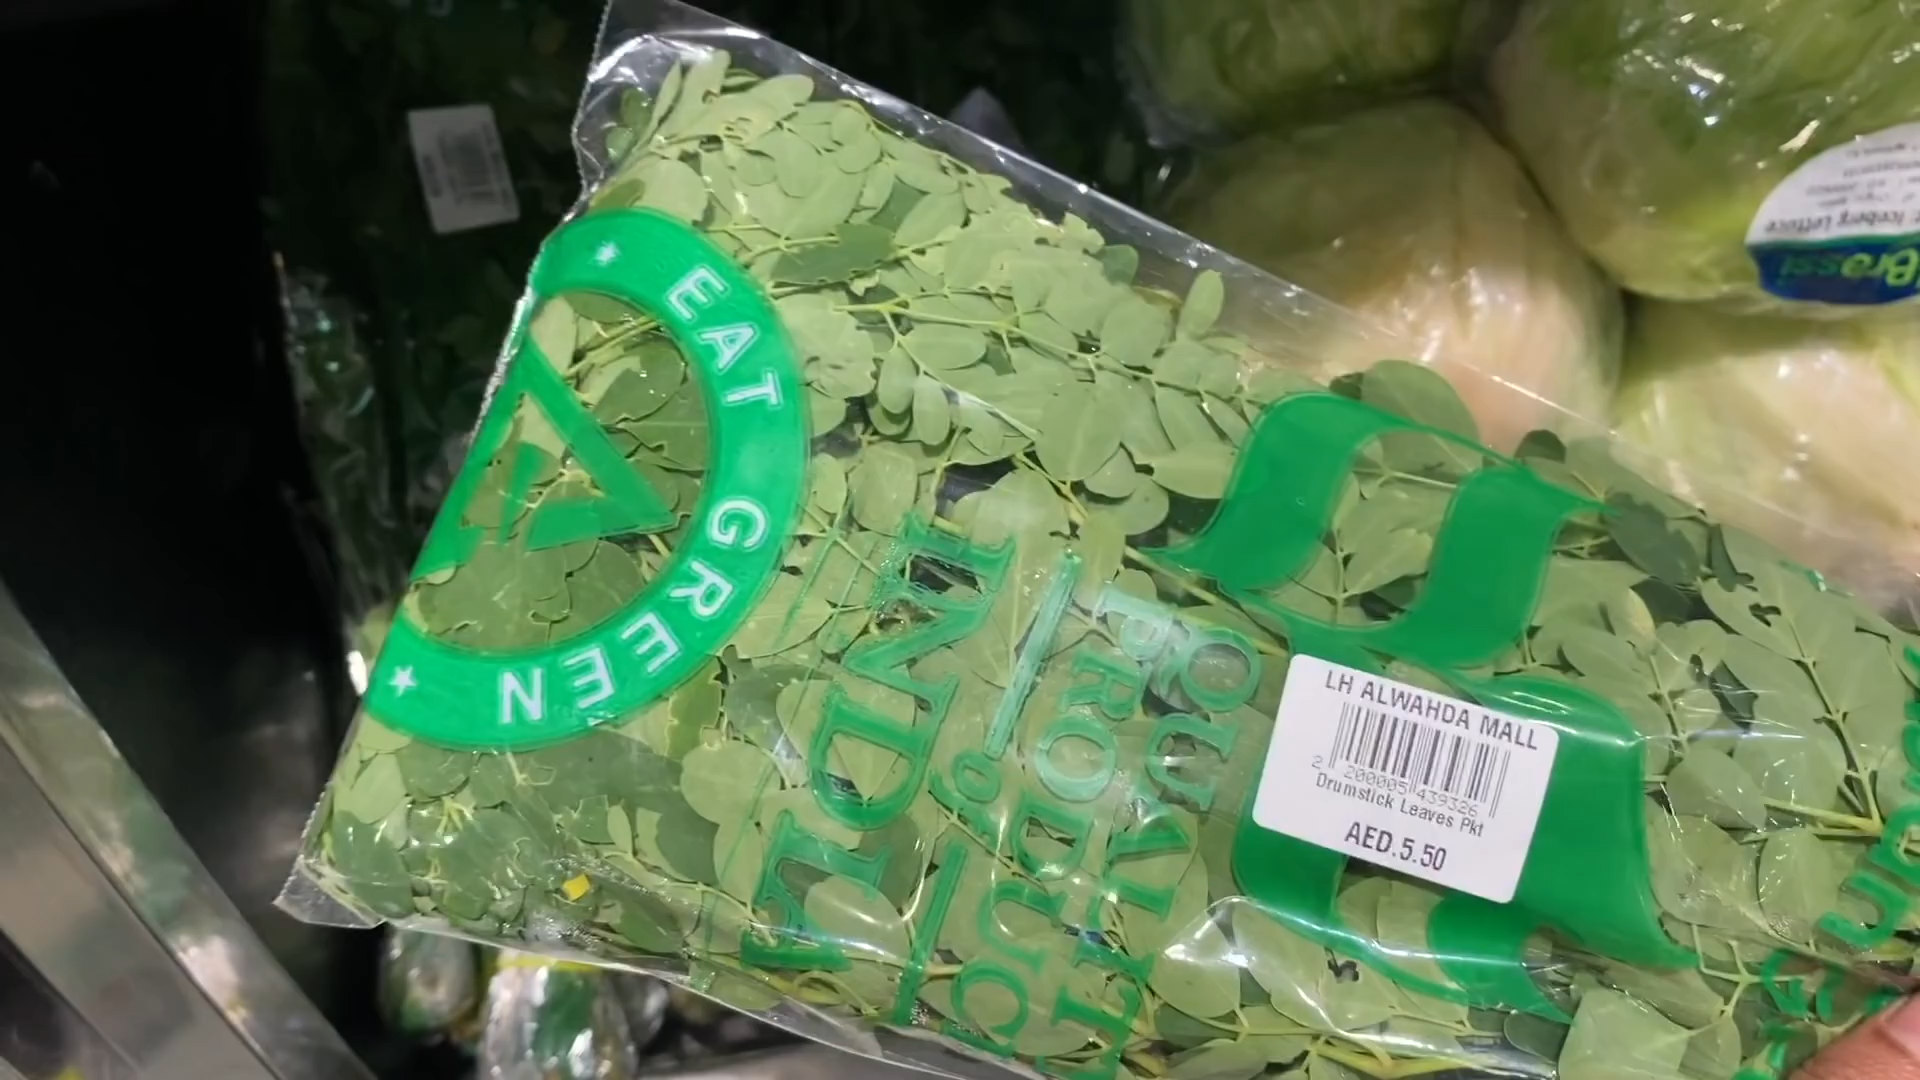 EAT GREEN
QUALITY
PRODUCT
of
INDIA
LH ALWAHDA MALL
2 200005 439326
Drumstick Leaves Pkt
AED.5.50
Iceberg Lettuce